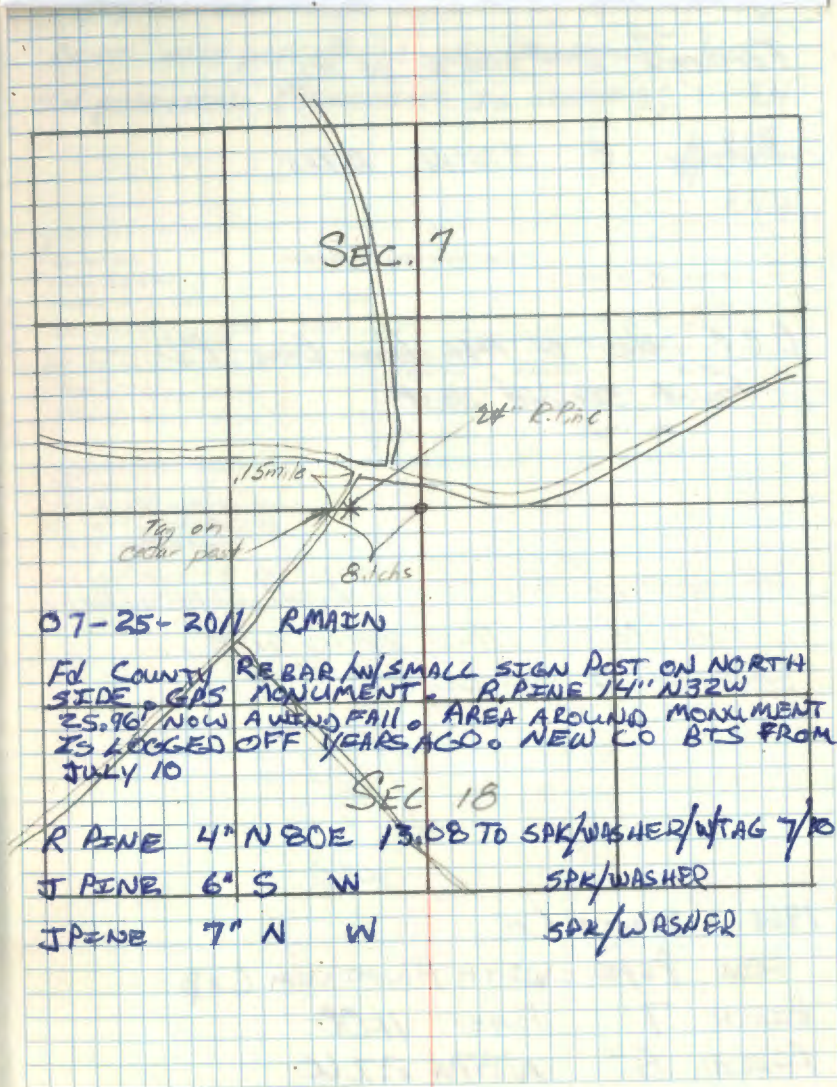 SEC. 7
24" R. Pine
.15mile
Tag on
cedar post
8.1chs
07-25-2011 RMAIN
Fd COUNTY REBAR/W/SMALL SIGN POST ON NORTH
SIDE. GPS MONUMENT. R.PINE 14" N32W
25.96' NOW A WINDFAll. AREA AROUND MONUMENT
IS LOGGED OFF YEARS AGO. NEW CO BTS FROM
JULY 10
SEC 18
R PINE 4" N 80E 13.08 TO SPK/WASHER/W/TAG 7/10
J PINE 6" S W SPK/WASHER
J PINE 7" N W SPK/WASHER